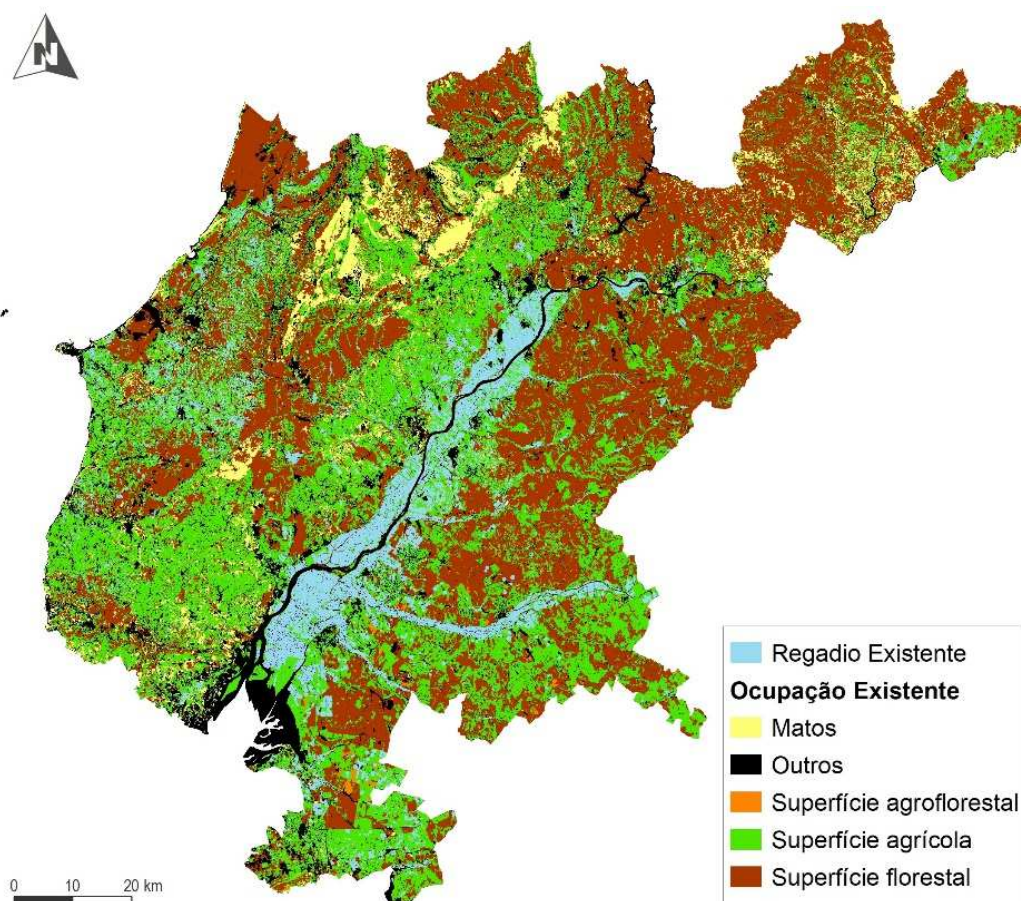 N
Regadio Existente
Ocupação Existente
Matos
Outros
Superfície agroflorestal
Superfície agrícola
Superfície florestal
0 10 20 km